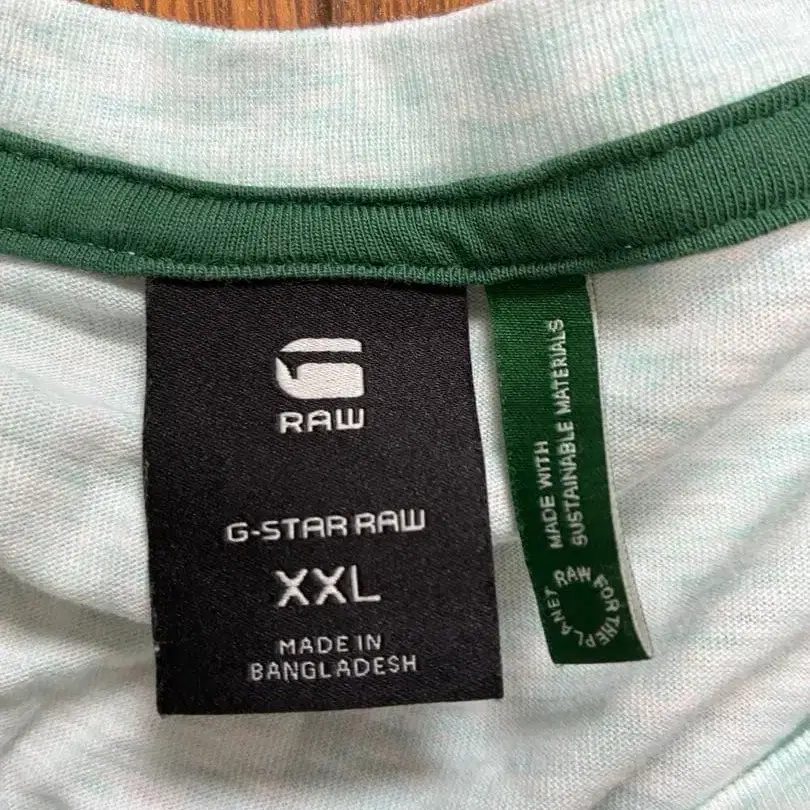 RAW
G-STAR RAW
XXL
MADE IN
BANGLADESH
MADE WITH
SUSTAINABLE MATERIALS
RAW FOR THE PLANET